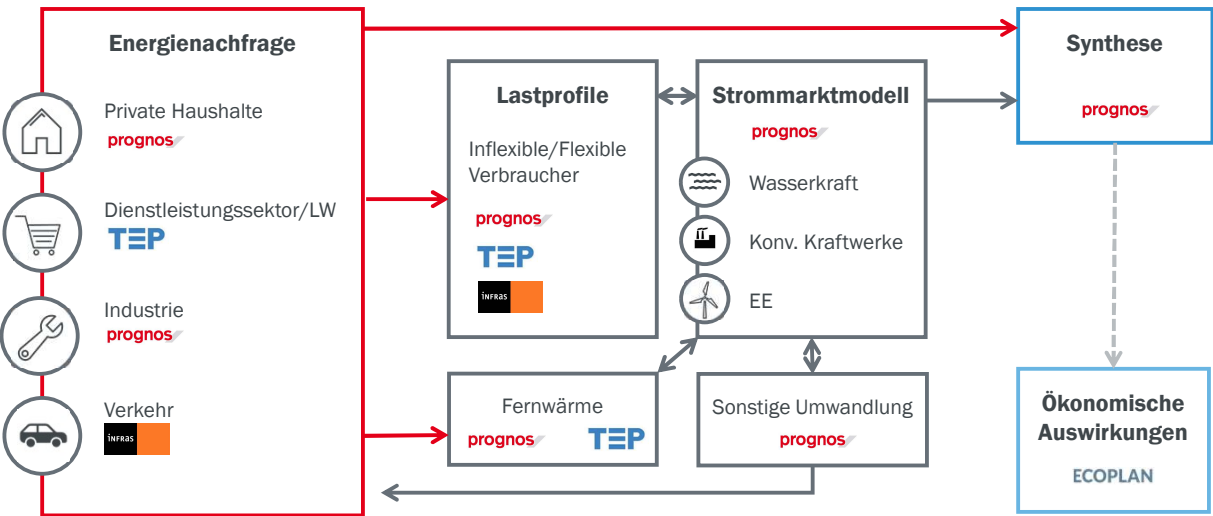 Energienachfrage
Private Haushalte
prognos
Dienstleistungssektor/LW
TEP
Industrie
prognos
Verkehr
infras
Lastprofile
Inflexible/Flexible
Verbraucher
prognos
TEP
infras
Strommarktmodell
prognos
Wasserkraft
Konv. Kraftwerke
EE
Fernwärme
prognos TEP
Sonstige Umwandlung
prognos
Synthese
prognos
Ökonomische
Auswirkungen
ECOPLAN